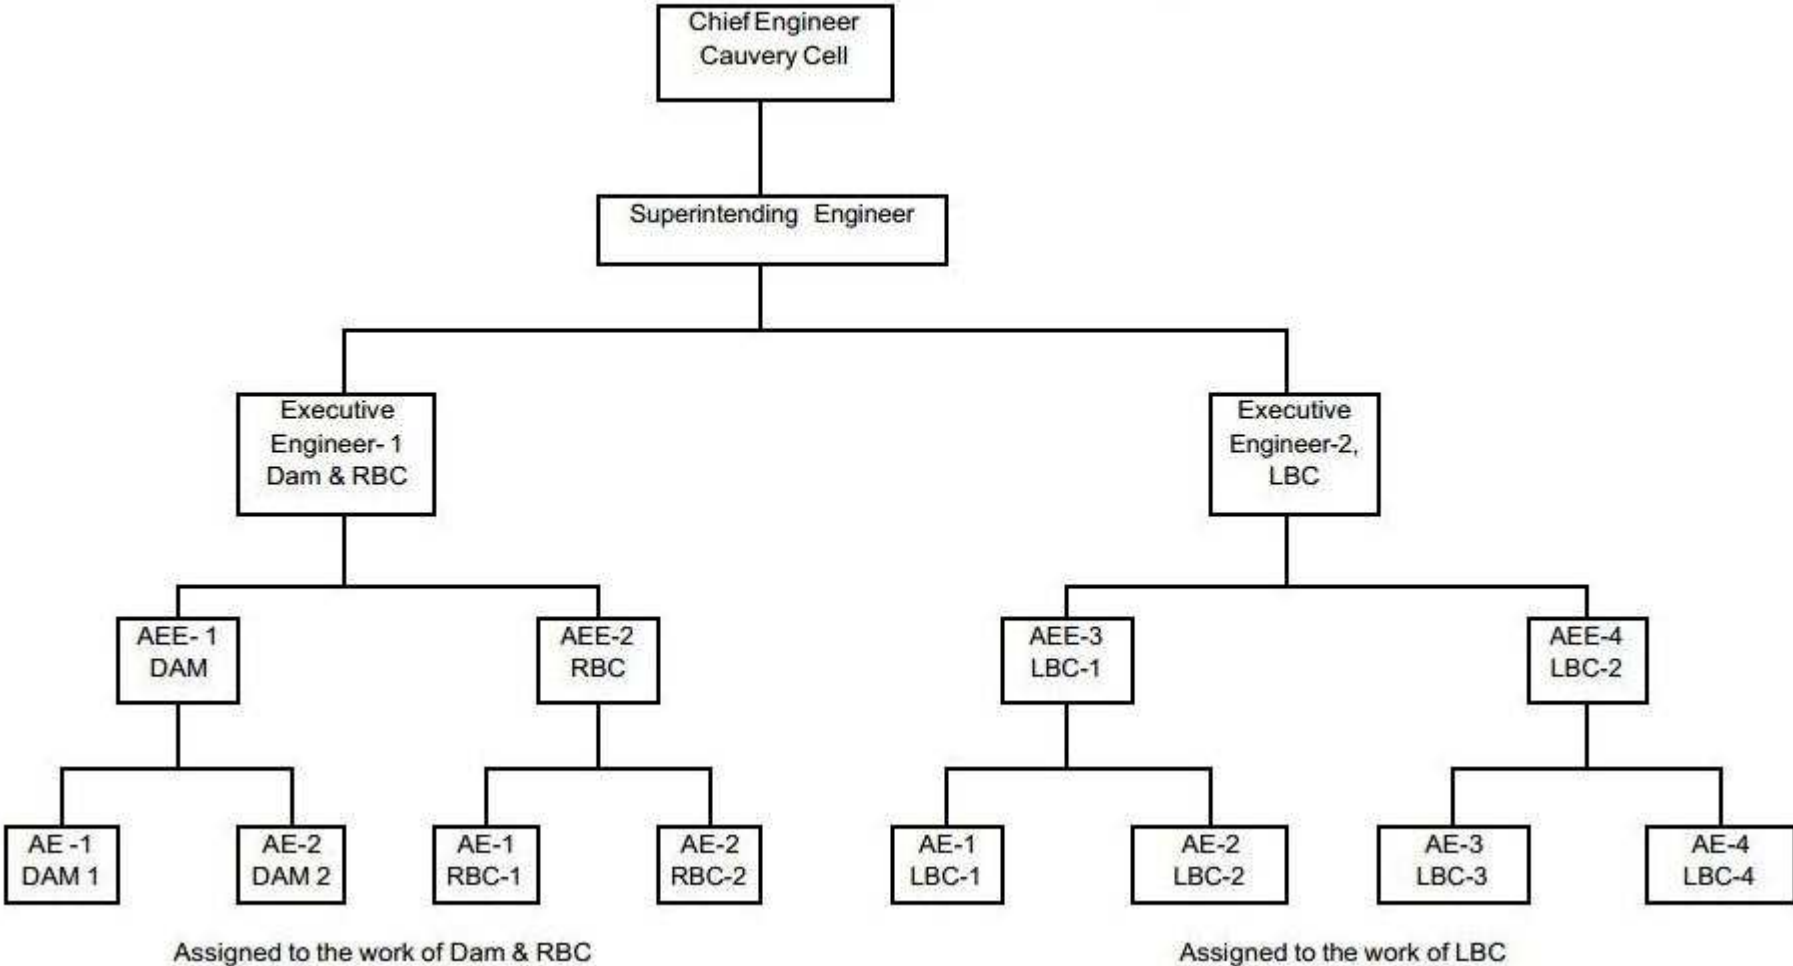 Chief Engineer
Cauvery Cell
Superintending Engineer
Executive
Engineer- 1
Dam & RBC
Executive
Engineer-2,
LBC
AEE- 1
DAM
AEE-2
RBC
AEE-3
LBC-1
AEE-4
LBC-2
AE -1
DAM 1
AE-2
DAM 2
AE-1
RBC-1
AE-2
RBC-2
AE-1
LBC-1
AE-2
LBC-2
AE-3
LBC-3
AE-4
LBC-4
Assigned to the work of Dam & RBC
Assigned to the work of LBC